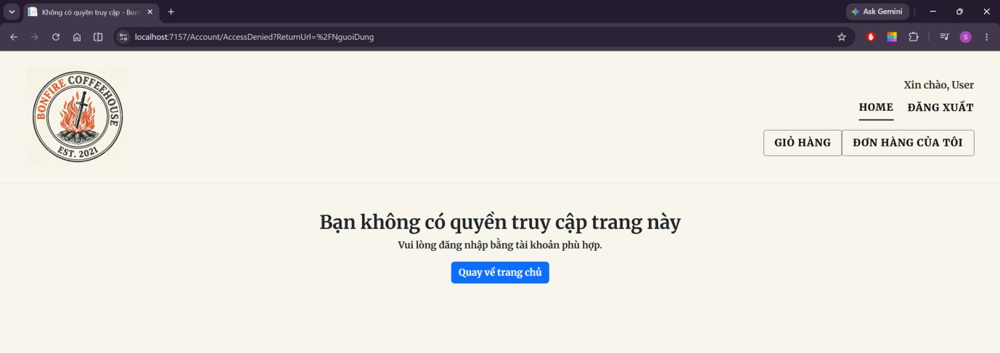 Không có quyền truy cập - Bon
Ask Gemini
localhost:7157/Account/AccessDenied?ReturnUrl=%2FNguoiDung
S
BONFIRE COFFEEHOUSE
EST. 2021
Xin chào, User
HOME ĐĂNG XUẤT
GIỎ HÀNG ĐƠN HÀNG CỦA TÔI
Bạn không có quyền truy cập trang này
Vui lòng đăng nhập bằng tài khoản phù hợp.
Quay về trang chủ